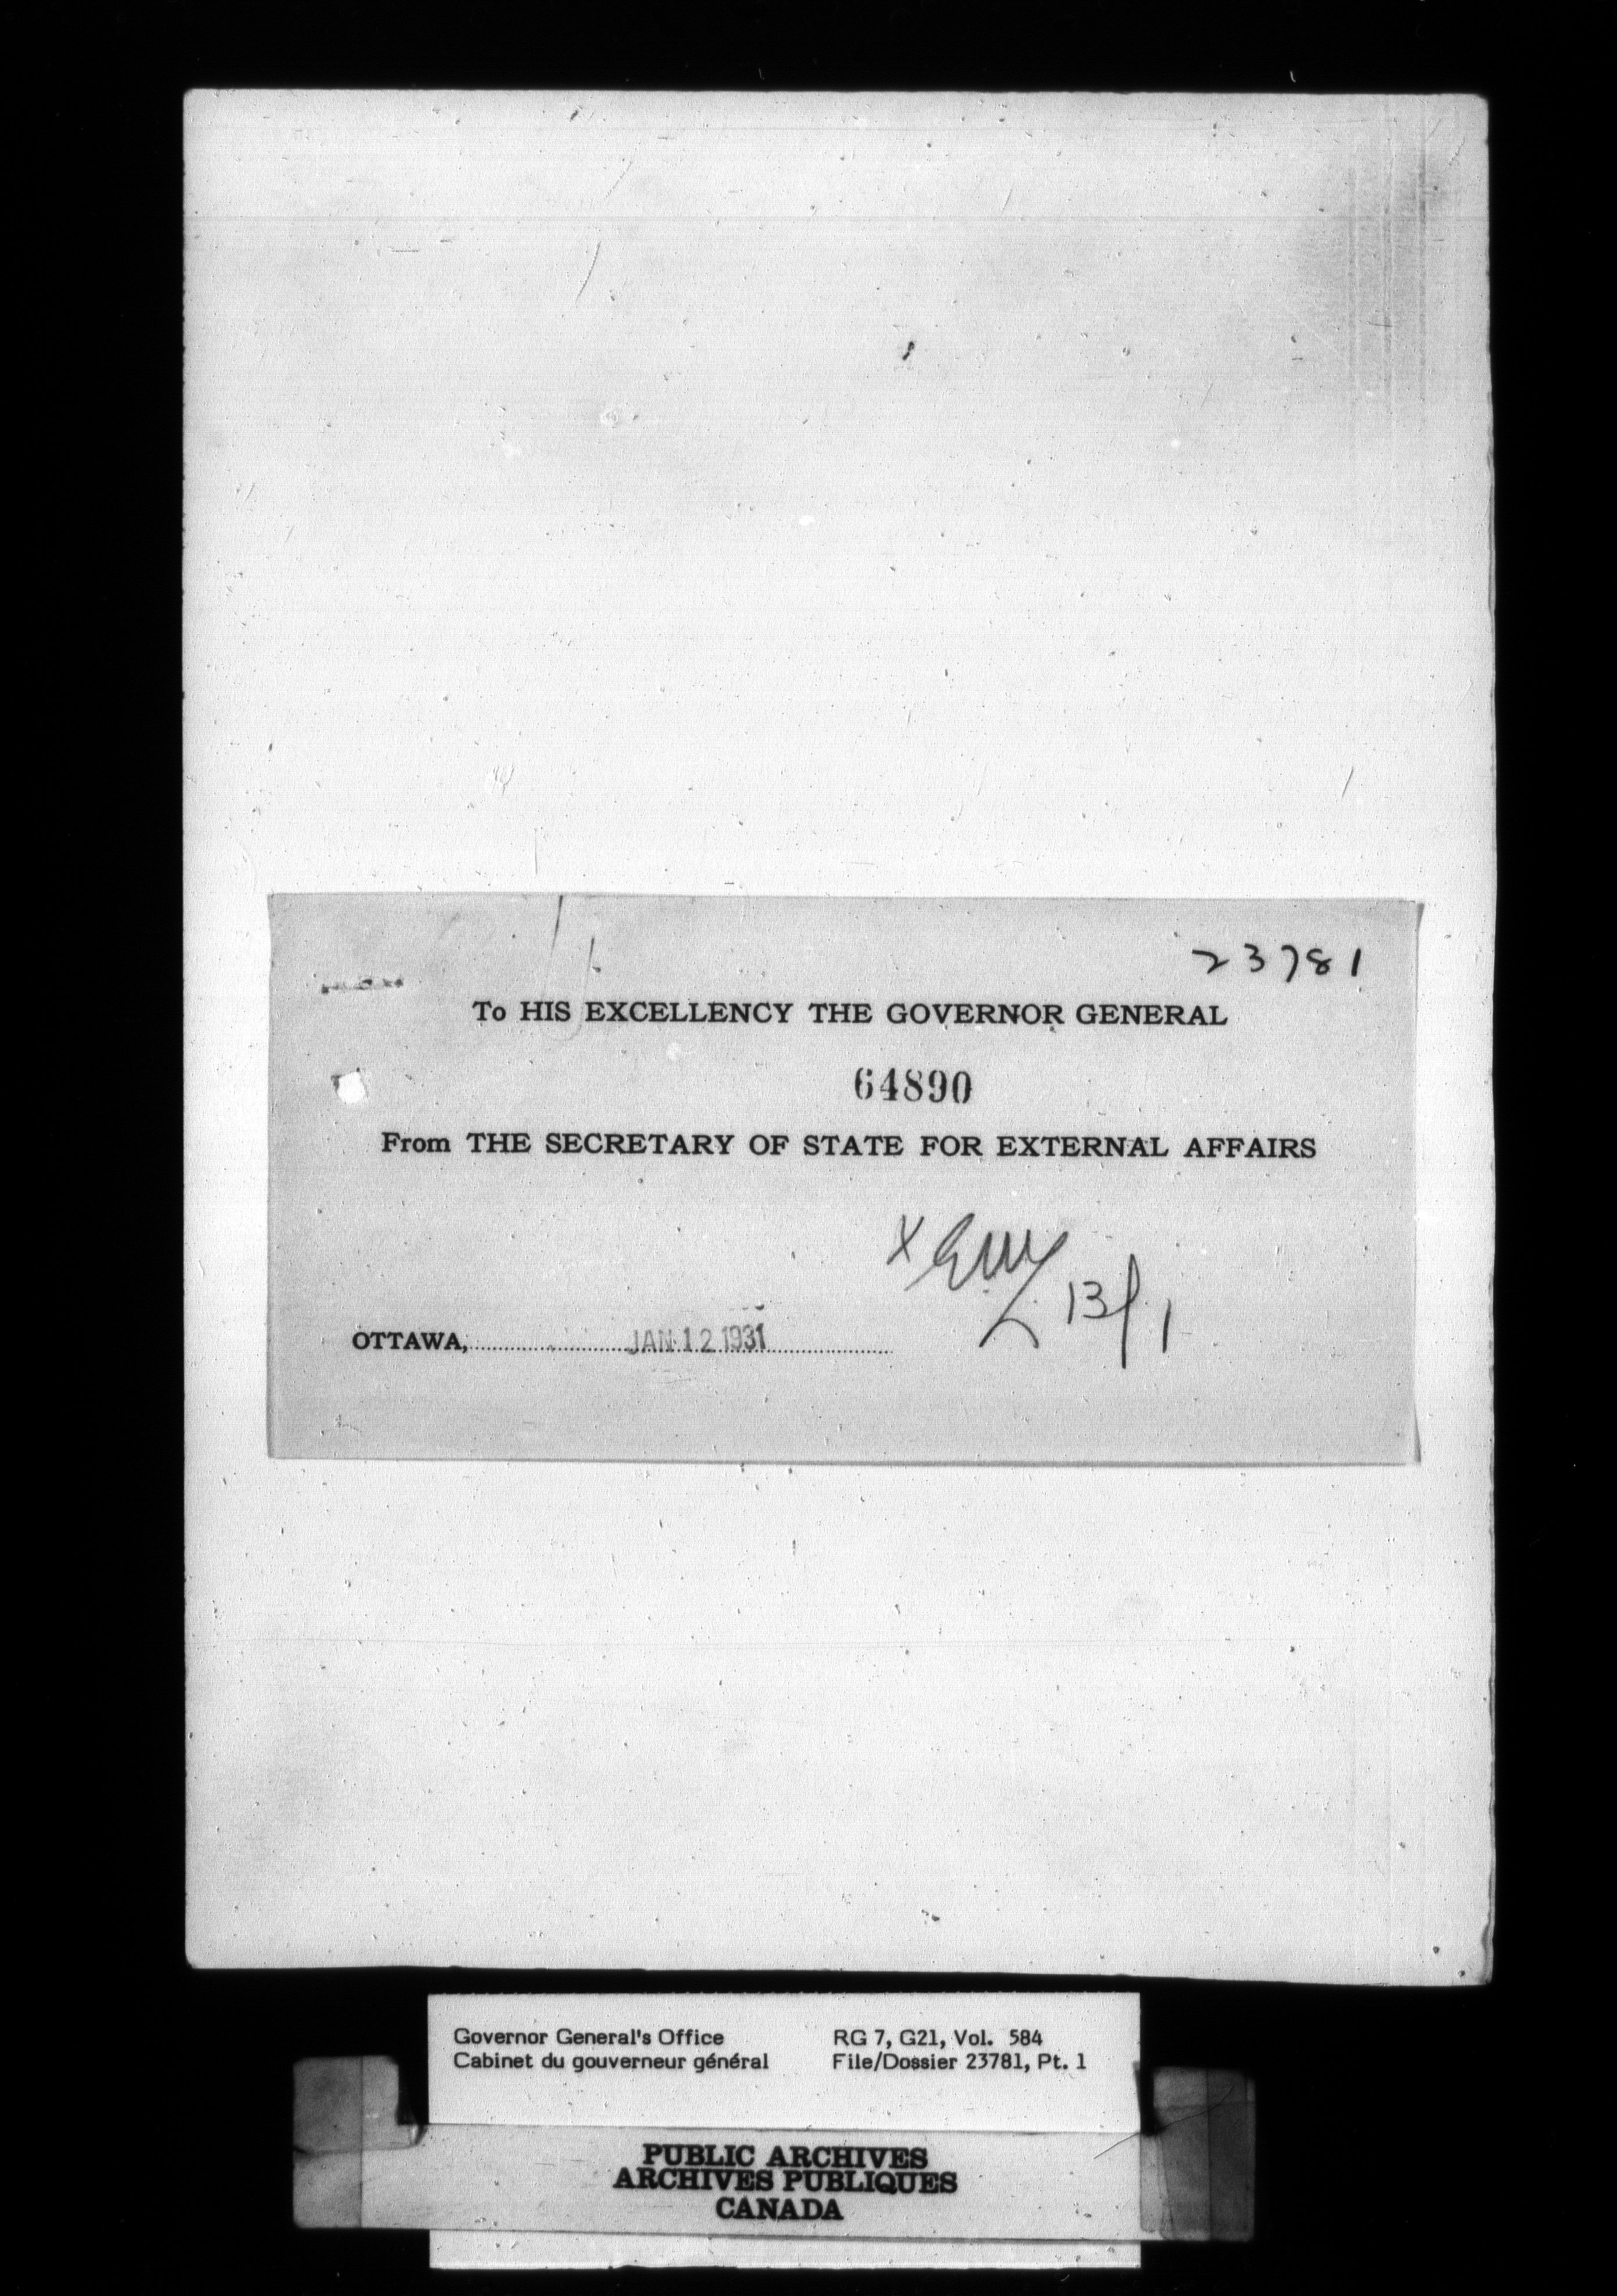 23781
To HIS EXCELLENCY THE GOVERNOR GENERAL
64890
From THE SECRETARY OF STATE FOR EXTERNAL AFFAIRS
13/1
OTTAWA, JAN 12 1931
Governor General's Office
Cabinet du gouverneur général
RG 7, G21, Vol. 584
File/Dossier 23781, Pt. 1
PUBLIC ARCHIVES
ARCHIVES PUBLIQUES
CANADA